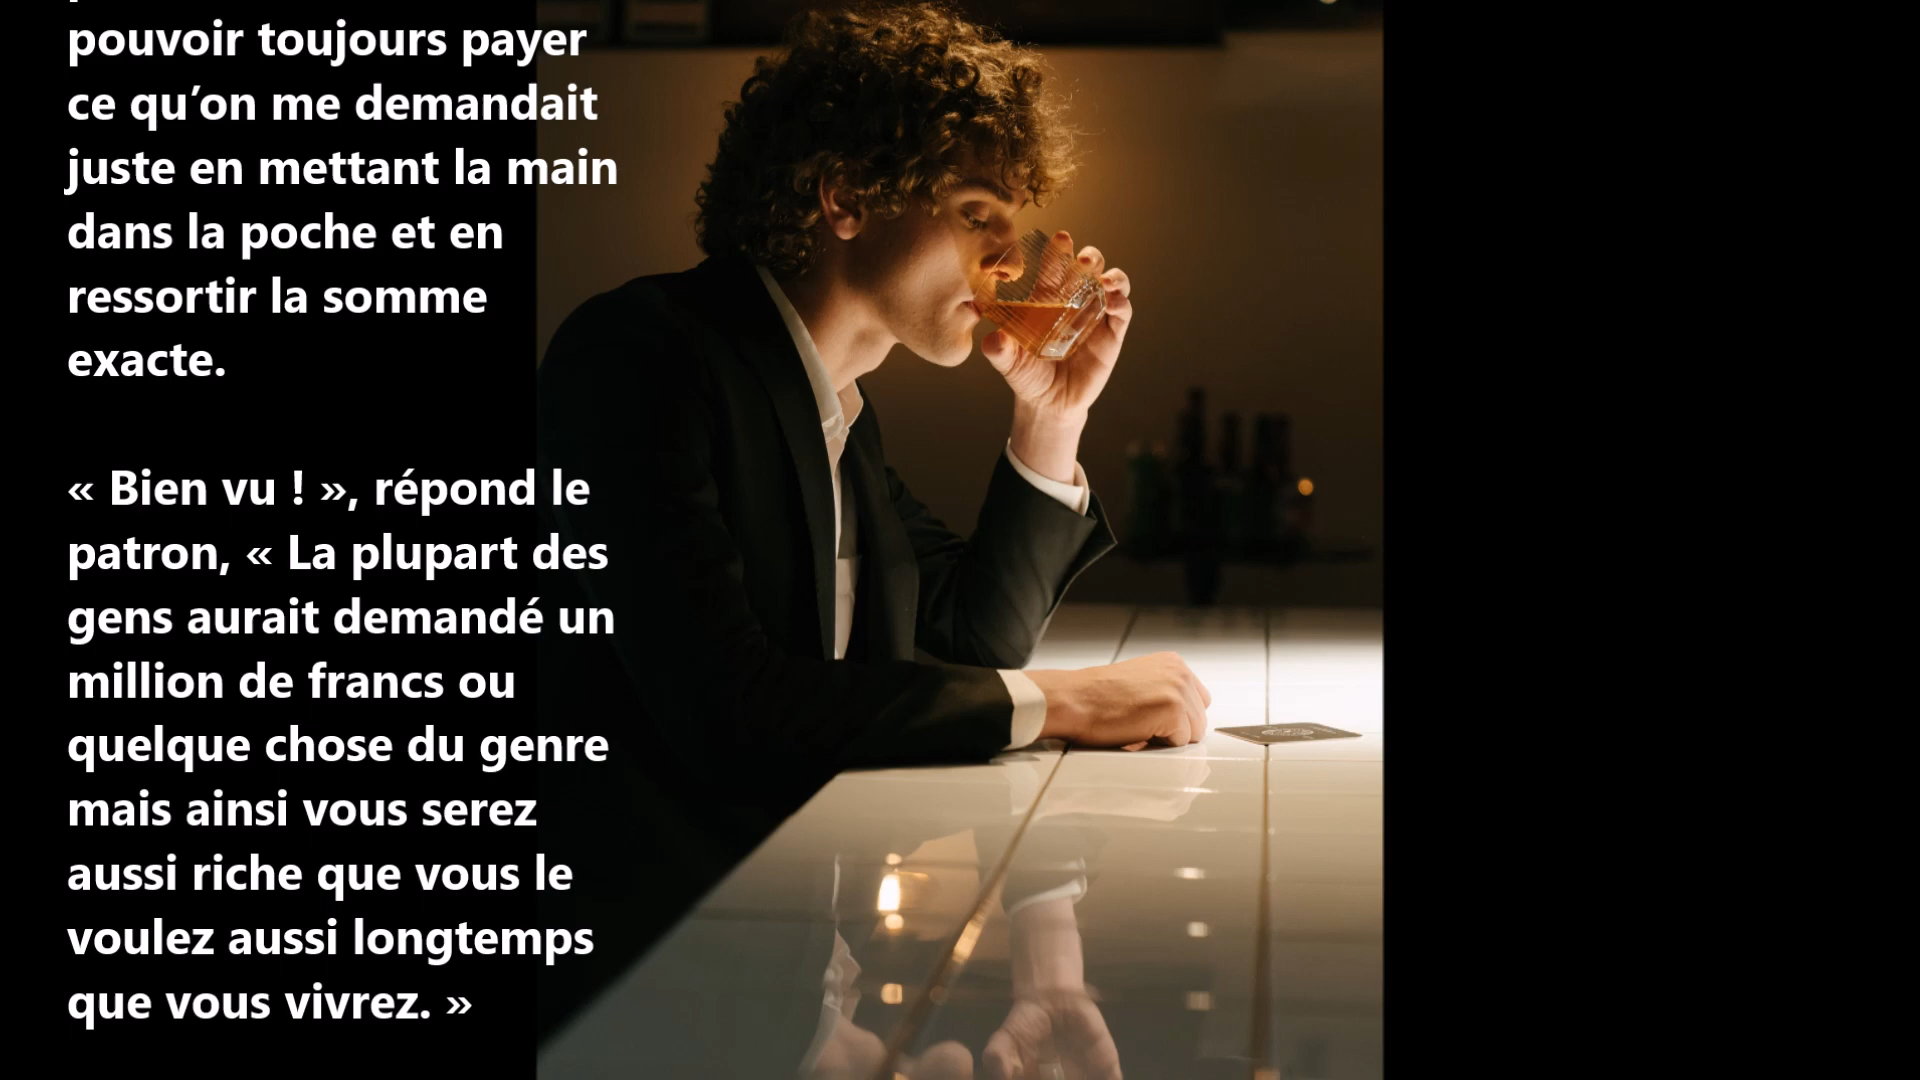 pouvoir toujours payer
ce qu’on me demandait
juste en mettant la main
dans la poche et en
ressortir la somme
exacte.
« Bien vu ! », répond le
patron, « La plupart des
gens aurait demandé un
million de francs ou
quelque chose du genre
mais ainsi vous serez
aussi riche que vous le
voulez aussi longtemps
que vous vivrez. »